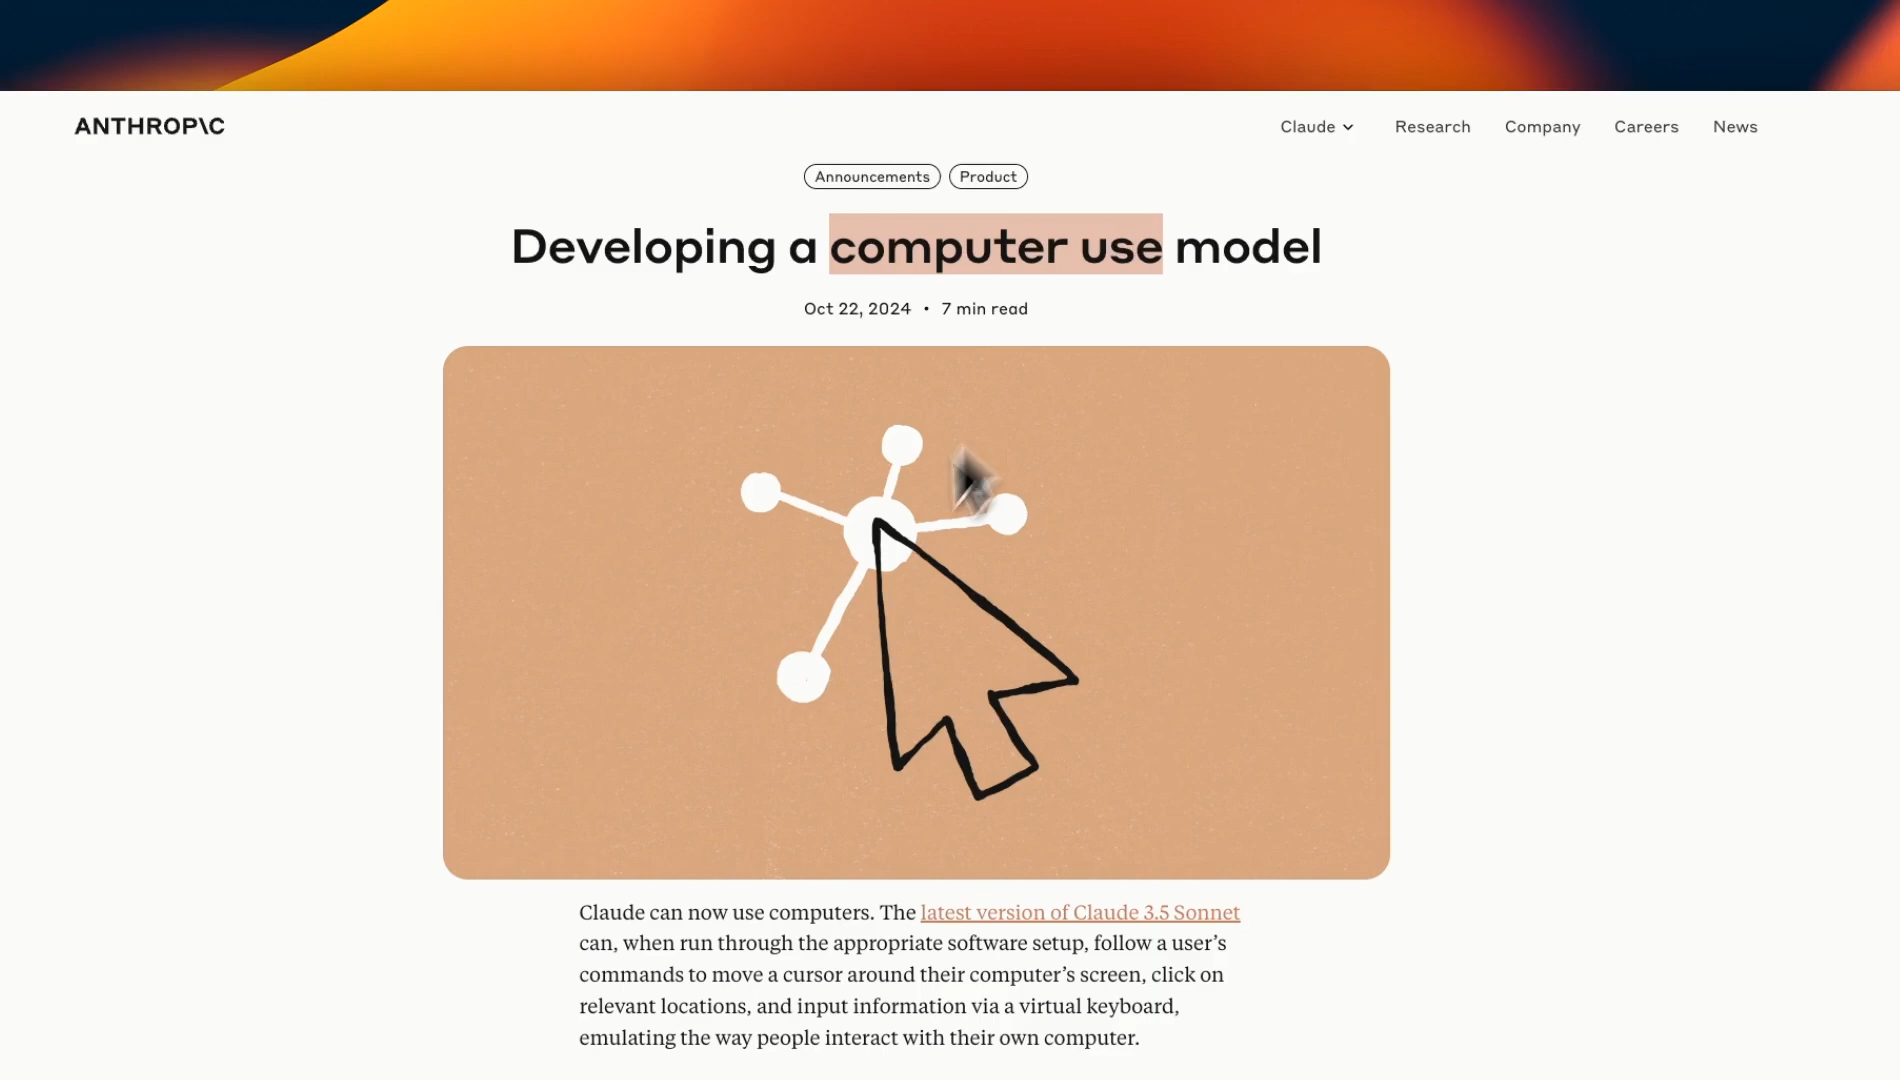 ANTHROP\C
Claude Research Company Careers News
Announcements Product
Developing a computer use model
Oct 22, 2024 • 7 min read
Claude can now use computers. The latest version of Claude 3.5 Sonnet
can, when run through the appropriate software setup, follow a user’s
commands to move a cursor around their computer’s screen, click on
relevant locations, and input information via a virtual keyboard,
emulating the way people interact with their own computer.